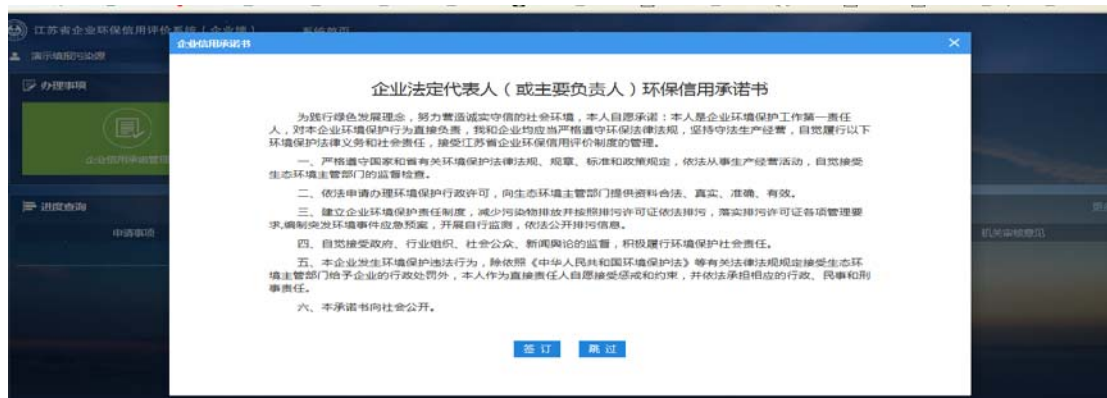 江苏省企业环保信用评价系统（企业端）
系统首页
演示填报污染源
企业信用承诺书
办理事项
企业信用承诺管理
进度查询
申请事项
机关审核意见
企业法定代表人（或主要负责人）环保信用承诺书
为践行绿色发展理念，努力营造诚实守信的社会环境，本人自愿承诺：本人是企业环境保护工作第一责任
人，对本企业环境保护行为直接负责，我和企业均应当严格遵守环保法律法规，坚持守法生产经营，自觉履行以下
环境保护法律义务和社会责任，接受江苏省企业环保信用评价制度的管理。
一、严格遵守国家和省有关环境保护法律法规、规章、标准和政策规定，依法从事生产经营活动，自觉接受
生态环境主管部门的监督检查。
二、依法申请办理环境保护行政许可，向生态环境主管部门提供资料合法、真实、准确、有效。
三、建立企业环境保护责任制度，减少污染物排放并按照排污许可证依法排污，落实排污许可证各项管理要
求,编制突发环境事件应急预案，开展自行监测，依法公开排污信息。
四、自觉接受政府、行业组织、社会公众、新闻舆论的监督，积极履行环境保护社会责任。
五、本企业发生环境保护违法行为，除依照《中华人民共和国环境保护法》等有关法律法规规定接受生态环
境主管部门给予企业的行政处罚外，本人作为直接责任人自愿接受惩戒和约束，并依法承担相应的行政、民事和刑
事责任。
六、本承诺书向社会公开。
签 订
跳 过